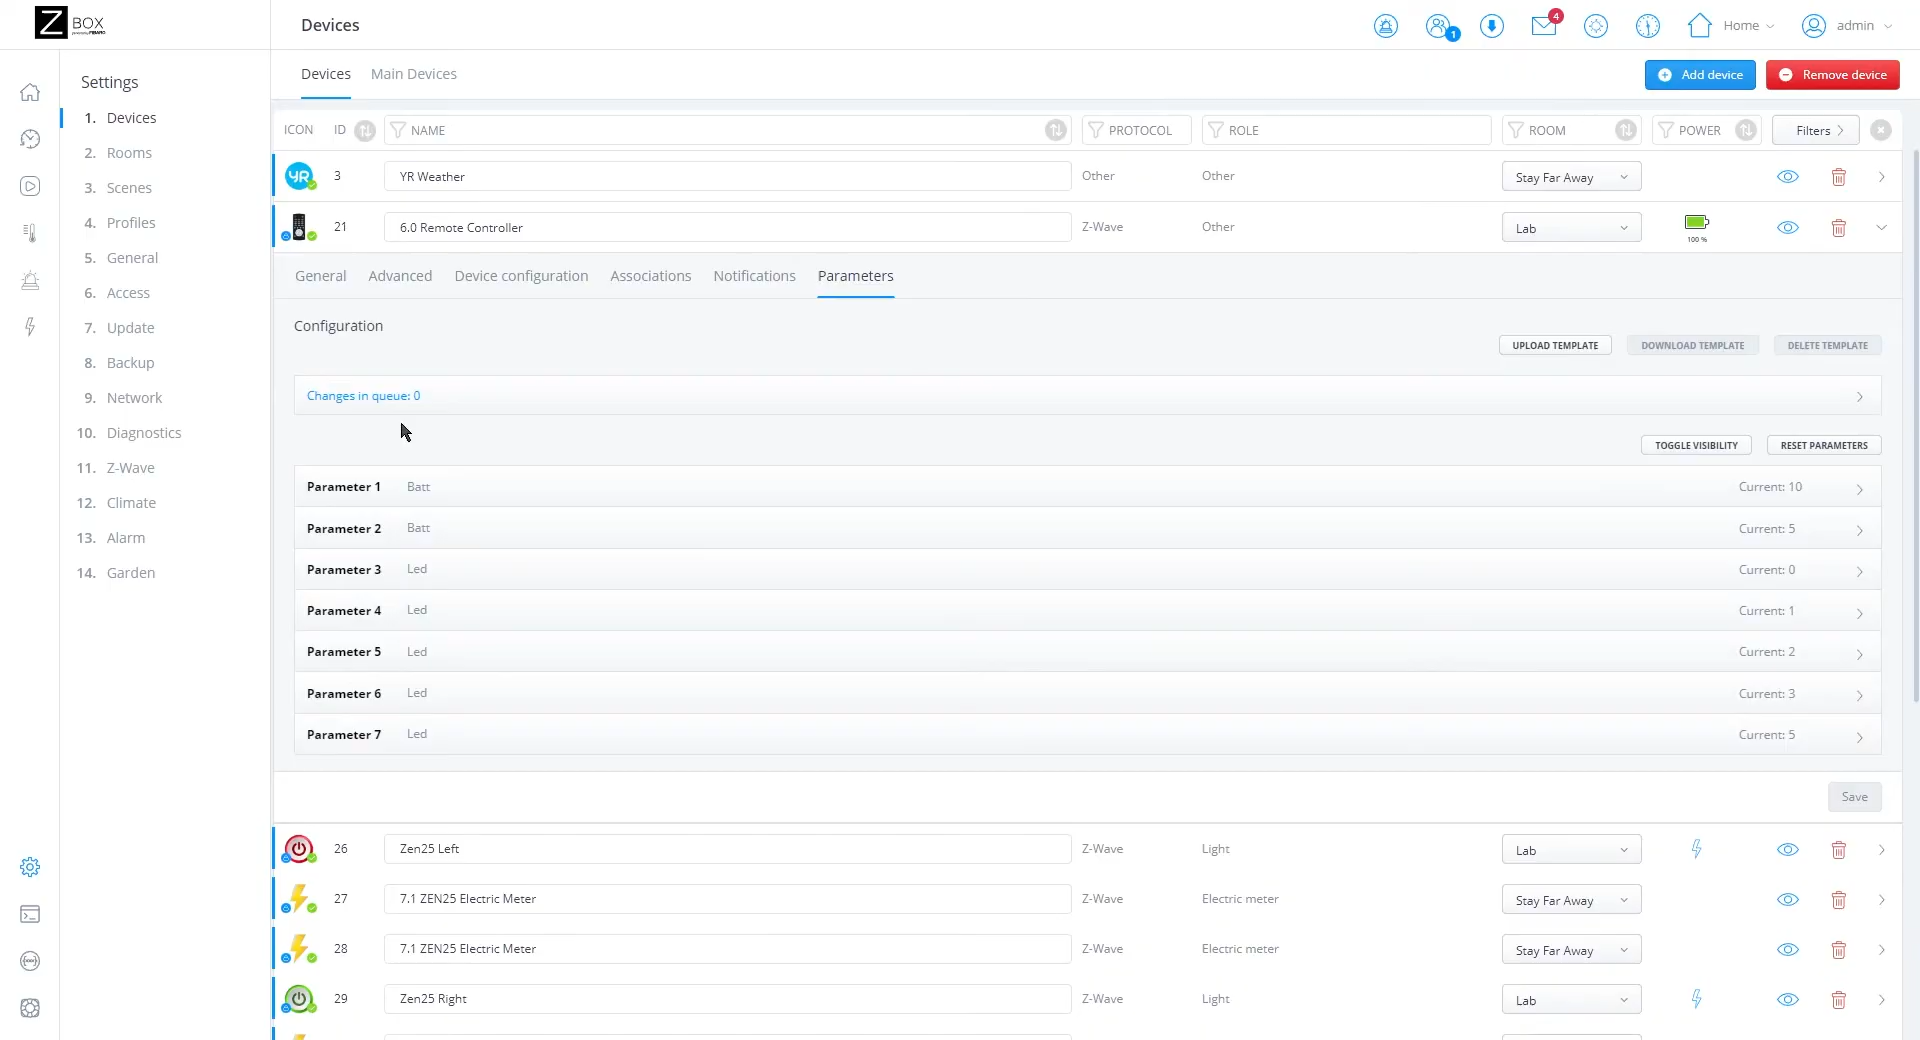 Z BOX
Devices
1
4
Home
admin
Settings
1. Devices
2. Rooms
3. Scenes
4. Profiles
5. General
6. Access
7. Update
8. Backup
9. Network
10. Diagnostics
11. Z-Wave
12. Climate
13. Alarm
14. Garden
Devices Main Devices
Add device
Remove device
ICON ID NAME PROTOCOL ROLE ROOM POWER Filters
YR 3 YR Weather Other Other Stay Far Away
21 6.0 Remote Controller Z-Wave Other Lab 100 %
General Advanced Device configuration Associations Notifications Parameters
Configuration
UPLOAD TEMPLATE DOWNLOAD TEMPLATE DELETE TEMPLATE
Changes in queue: 0
TOGGLE VISIBILITY RESET PARAMETERS
Parameter 1 Batt Current: 10
Parameter 2 Batt Current: 5
Parameter 3 Led Current: 0
Parameter 4 Led Current: 1
Parameter 5 Led Current: 2
Parameter 6 Led Current: 3
Parameter 7 Led Current: 5
Save
26 Zen25 Left Z-Wave Light Lab
27 7.1 ZEN25 Electric Meter Z-Wave Electric meter Stay Far Away
28 7.1 ZEN25 Electric Meter Z-Wave Electric meter Stay Far Away
29 Zen25 Right Z-Wave Light Lab